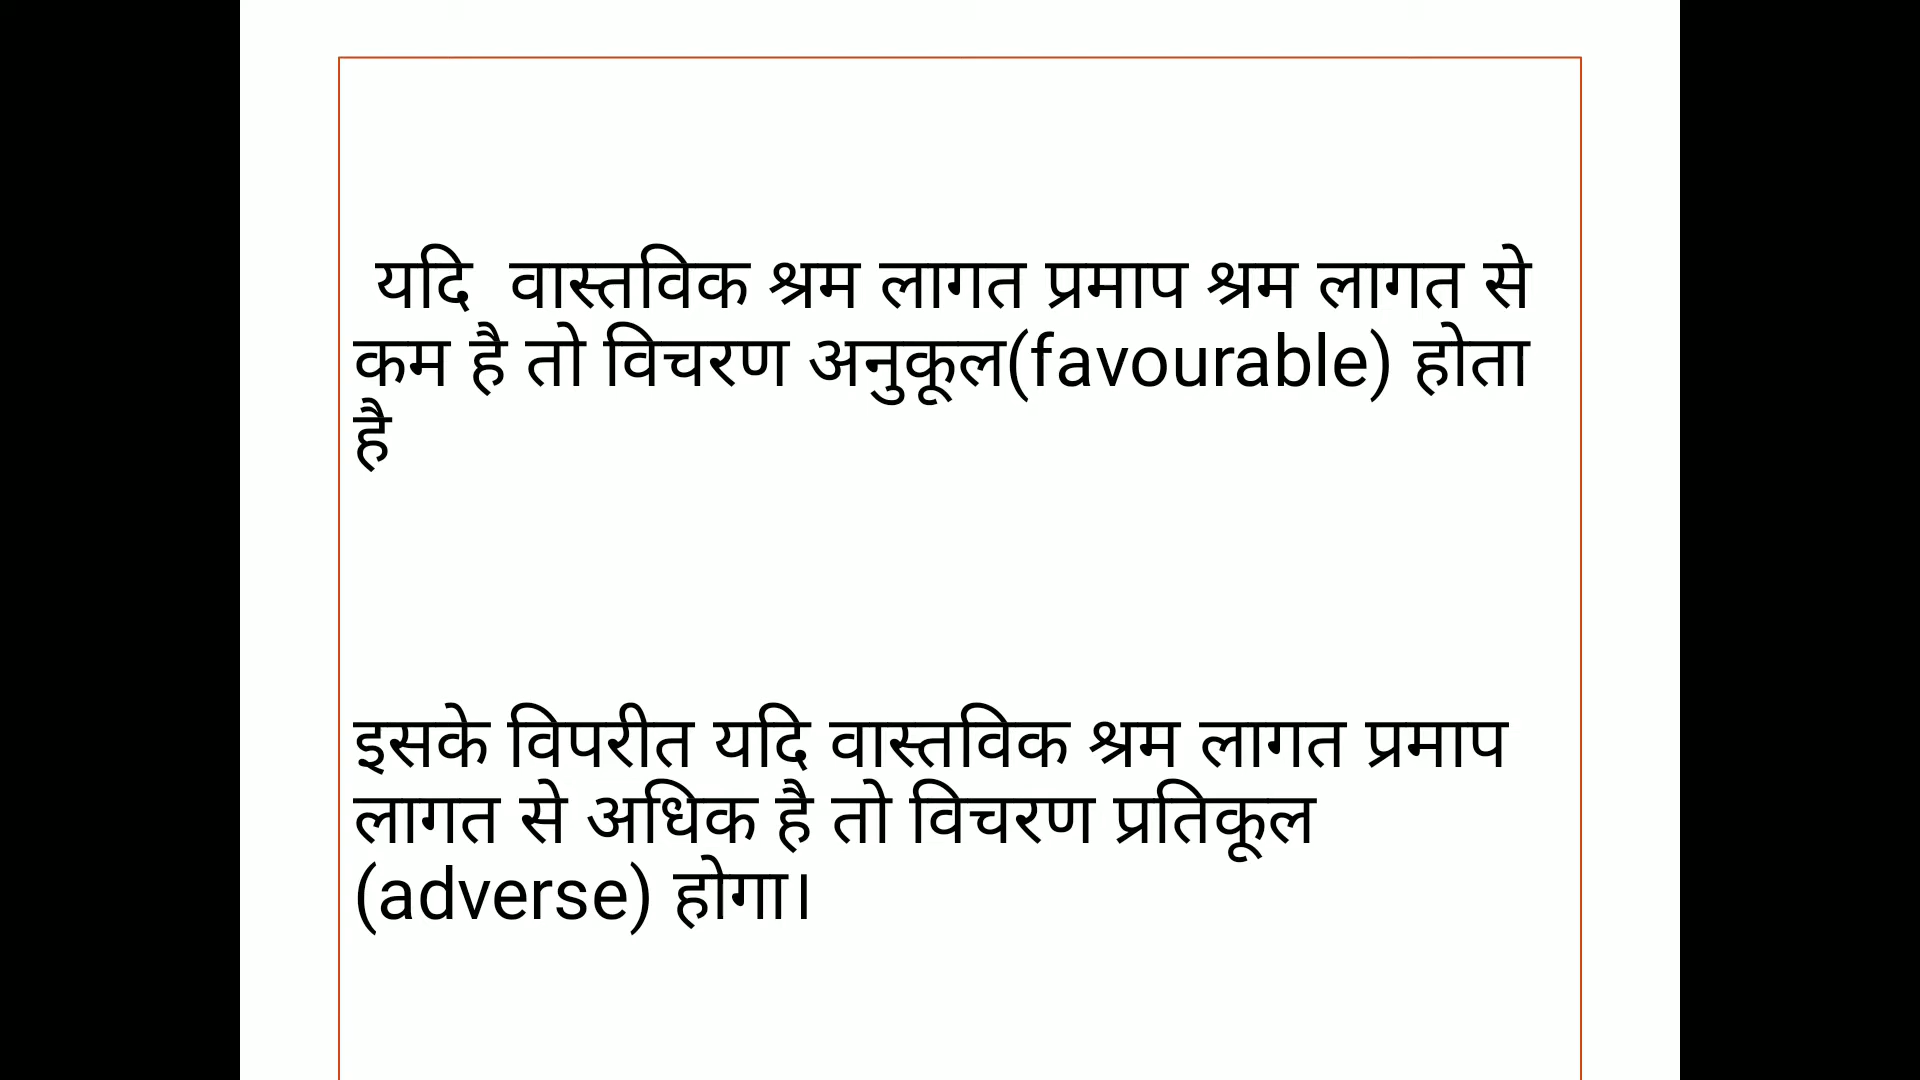 यदि वास्तविक श्रम लागत प्रमाप श्रम लागत से
कम है तो विचरण अनुकूल(favourable) होता
है
इसके विपरीत यदि वास्तविक श्रम लागत प्रमाप
लागत से अधिक है तो विचरण प्रतिकूल
(adverse) होगा।